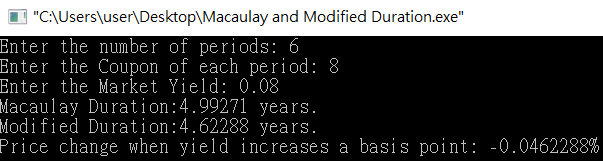 "C:\Users\user\Desktop\Macaulay and Modified Duration.exe"
Enter the number of periods: 6
Enter the Coupon of each period: 8
Enter the Market Yield: 0.08
Macaulay Duration:4.99271 years.
Modified Duration:4.62288 years.
Price change when yield increases a basis point: -0.0462288%